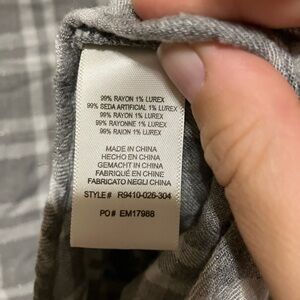 99% RAYON 1% LUREX
99% SEDA ARTIFICIAL 1% LUREX
99% RAYON 1% LUREX
99% RAYONNE 1% LUREX
99% RAION 1% LUREX
MADE IN CHINA
HECHO EN CHINA
GEMACHT IN CHINA
FABRIQUÉ EN CHINE
FABRICATO NEGLI CHINA
STYLE# R9410-026-304
PO# EM17988